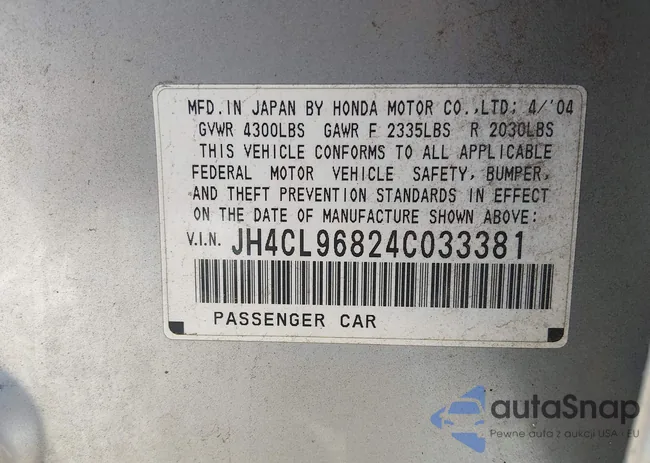 MFD. IN JAPAN BY HONDA MOTOR CO.,LTD; 4/'04
GVWR 4300LBS GAWR F 2335LBS R 2030LBS
THIS VEHICLE CONFORMS TO ALL APPLICABLE
FEDERAL MOTOR VEHICLE SAFETY, BUMPER,
AND THEFT PREVENTION STANDARDS IN EFFECT
ON THE DATE OF MANUFACTURE SHOWN ABOVE:
V.I.N. JH4CL96824C033381
PASSENGER CAR
autaSnap
Pewne auta z aukcji USA i EU